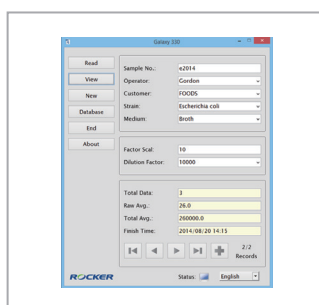 Galaxy 330
Read
View
New
Database
End
About
Sample No.: e2014
Operator: Gordon
Customer: FOODS
Strain: Escherichia coli
Medium: Broth
Factor Scal: 10
Dilution Factor: 10000
Total Data: 3
Raw Avg.: 26.0
Total Avg.: 260000.0
Finish Time: 2014/08/20 14:15
2/2
Records
ROCKER
Status:
English